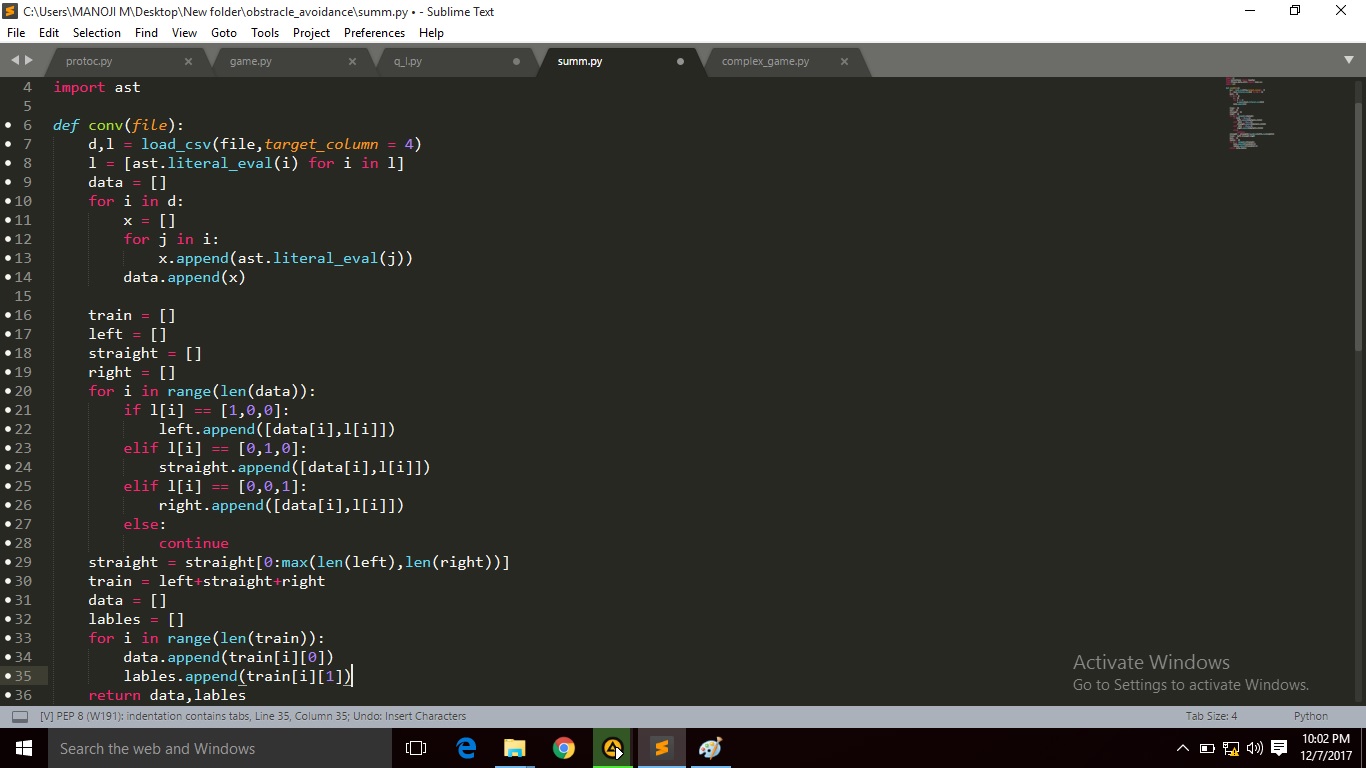 C:\Users\MANOJI M\Desktop\New folder\obstracle_avoidance\summ.py • - Sublime Text
File Edit Selection Find View Goto Tools Project Preferences Help
protoc.py × game.py × q_l.py summ.py complex_game.py ×
4 import ast
5
6 def conv(file):
7     d,l = load_csv(file,target_column = 4)
8     l = [ast.literal_eval(i) for i in l]
9     data = []
10     for i in d:
11         x = []
12         for j in i:
13             x.append(ast.literal_eval(j))
14         data.append(x)
15
16     train = []
17     left = []
18     straight = []
19     right = []
20     for i in range(len(data)):
21         if l[i] == [1,0,0]:
22             left.append([data[i],l[i]])
23         elif l[i] == [0,1,0]:
24             straight.append([data[i],l[i]])
25         elif l[i] == [0,0,1]:
26             right.append([data[i],l[i]])
27         else:
28             continue
29     straight = straight[0:max(len(left),len(right))]
30     train = left+straight+right
31     data = []
32     lables = []
33     for i in range(len(train)):
34         data.append(train[i][0])
35         lables.append(train[i][1])
36     return data,lables
Activate Windows
Go to Settings to activate Windows.
[V] PEP 8 (W191): indentation contains tabs, Line 35, Column 35; Undo: Insert Characters Tab Size: 4 Python
Search the web and Windows
10:02 PM
12/7/2017